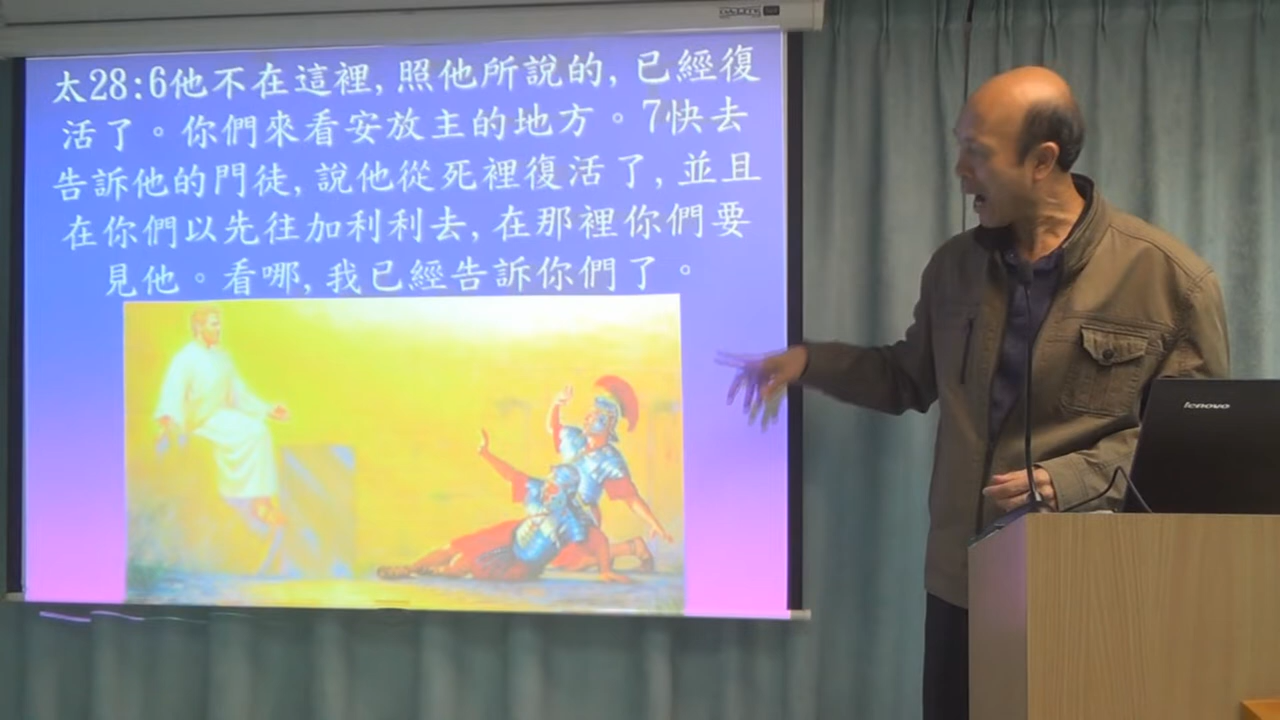 太28:6他不在這裡,照他所說的,已經復
活了。你們來看安放主的地方。7快去
告訴他的門徒,說他從死裡復活了,並且
在你們以先往加利利去,在那裡你們要
見他。看哪,我已經告訴你們了。
lenovo